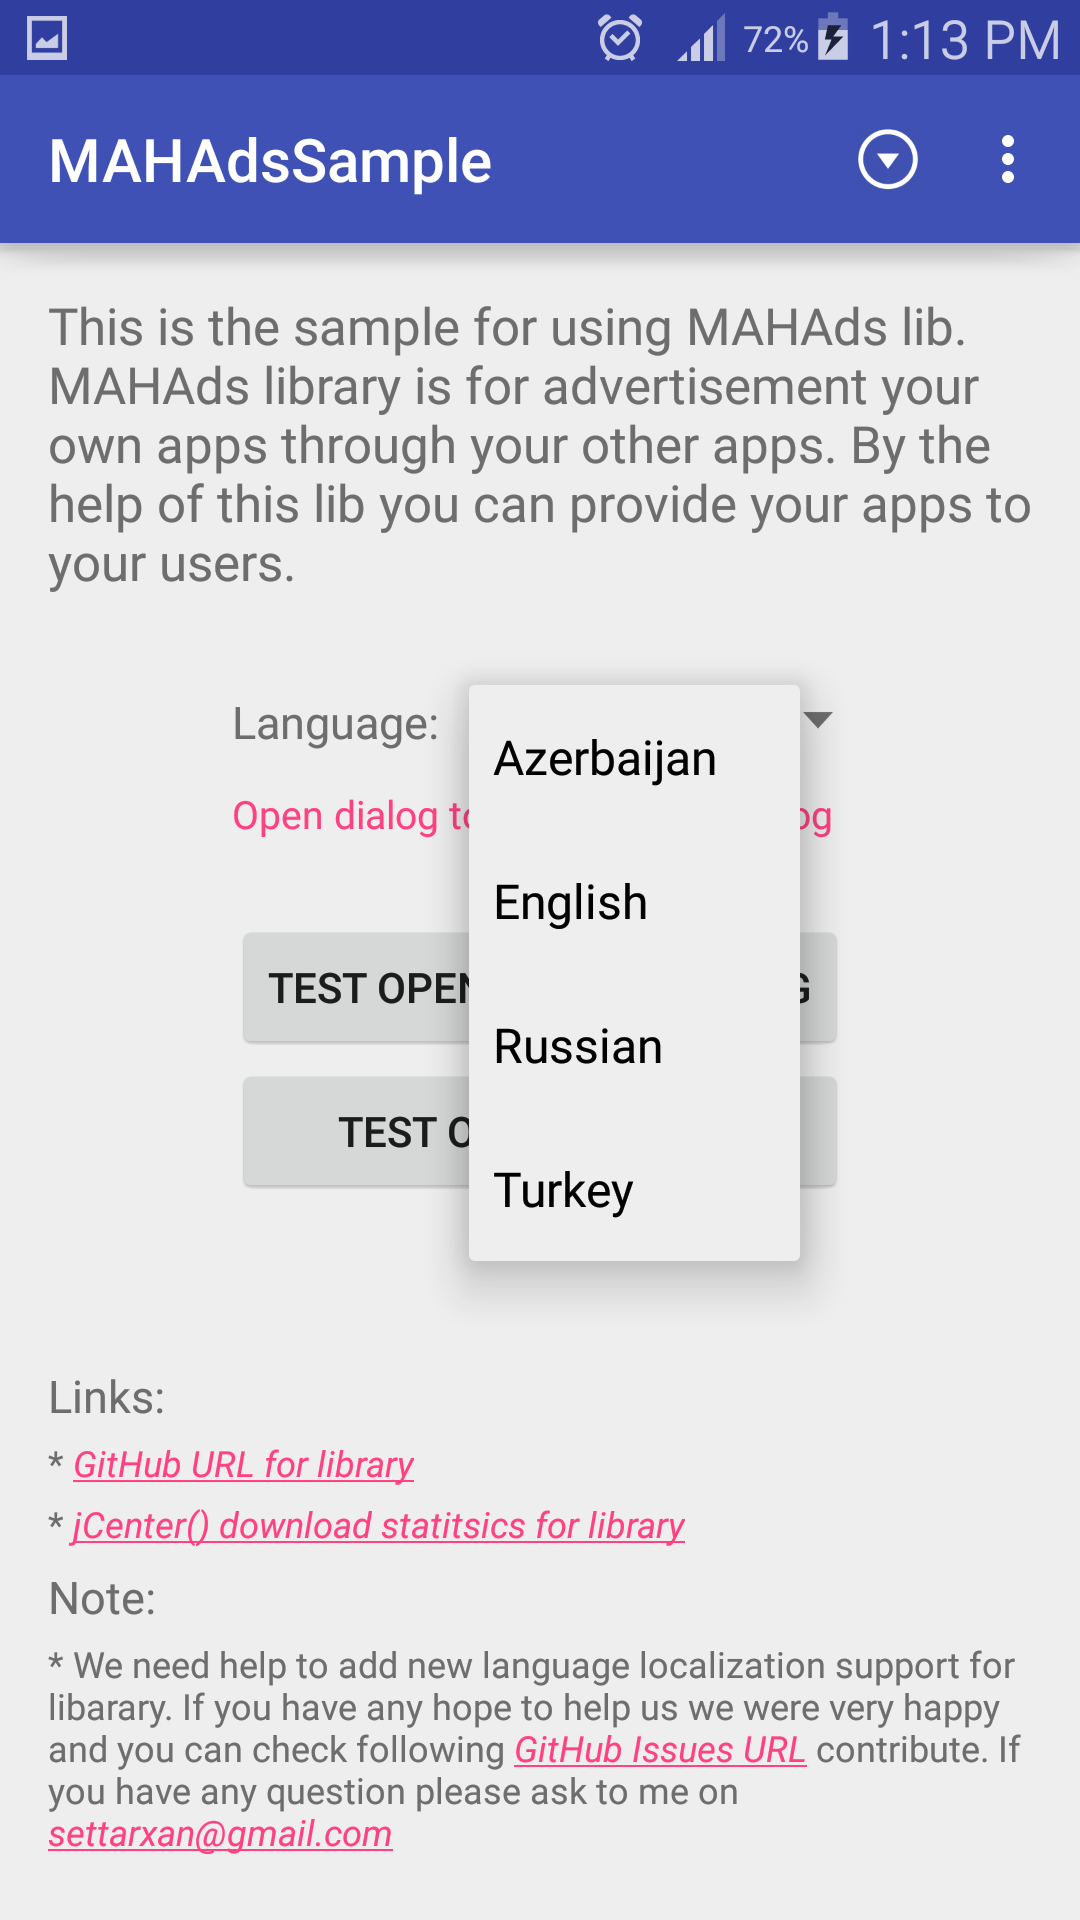 72% 1:13 PM
MAHAdsSample
This is the sample for using MAHAds lib.
MAHAds library is for advertisement your
own apps through your other apps. By the
help of this lib you can provide your apps to
your users.
Language:
Azerbaijan
Open dialog
English
TEST
Russian
TEST
Turkey
Links:
* GitHub URL for library
* jCenter() download statitsics for library
Note:
* We need help to add new language localization support for
libarary. If you have any hope to help us we were very happy
and you can check following GitHub Issues URL contribute. If
you have any question please ask to me on
settarxan@gmail.com